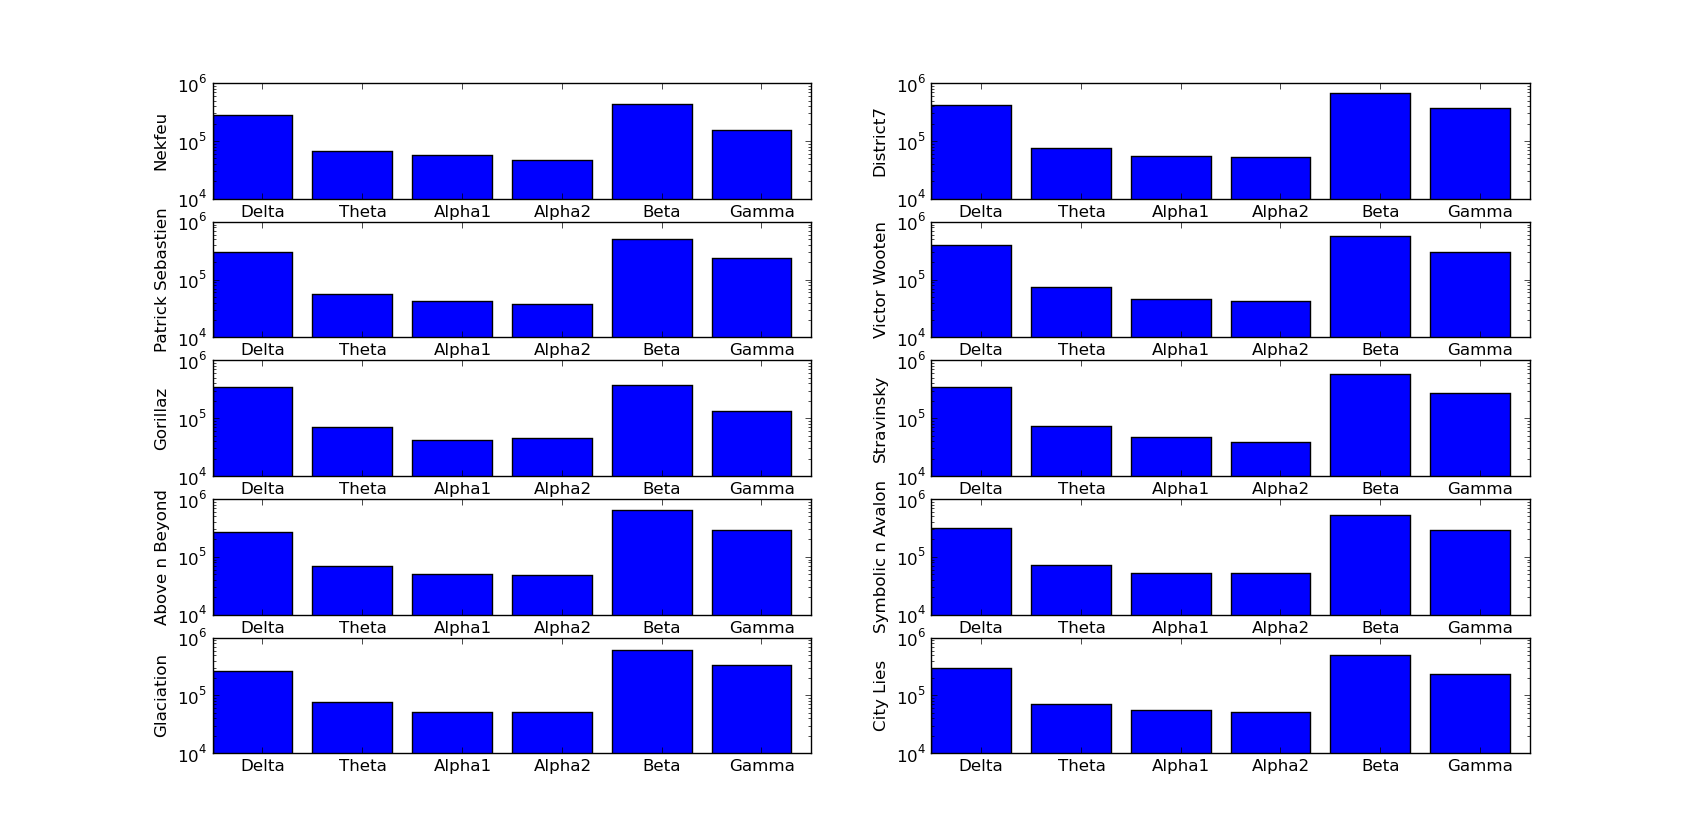 10^6
10^5
10^4
Nekfeu
Delta Theta Alpha1 Alpha2 Beta Gamma
10^6
10^5
10^4
District7
Delta Theta Alpha1 Alpha2 Beta Gamma
10^6
10^5
10^4
Patrick Sebastien
Delta Theta Alpha1 Alpha2 Beta Gamma
10^6
10^5
10^4
Victor Wooten
Delta Theta Alpha1 Alpha2 Beta Gamma
10^6
10^5
10^4
Gorillaz
Delta Theta Alpha1 Alpha2 Beta Gamma
10^6
10^5
10^4
Stravinsky
Delta Theta Alpha1 Alpha2 Beta Gamma
10^6
10^5
10^4
Above n Beyond
Delta Theta Alpha1 Alpha2 Beta Gamma
10^6
10^5
10^4
Symbolic n Avalon
Delta Theta Alpha1 Alpha2 Beta Gamma
10^6
10^5
10^4
Glaciation
Delta Theta Alpha1 Alpha2 Beta Gamma
10^6
10^5
10^4
City Lies
Delta Theta Alpha1 Alpha2 Beta Gamma